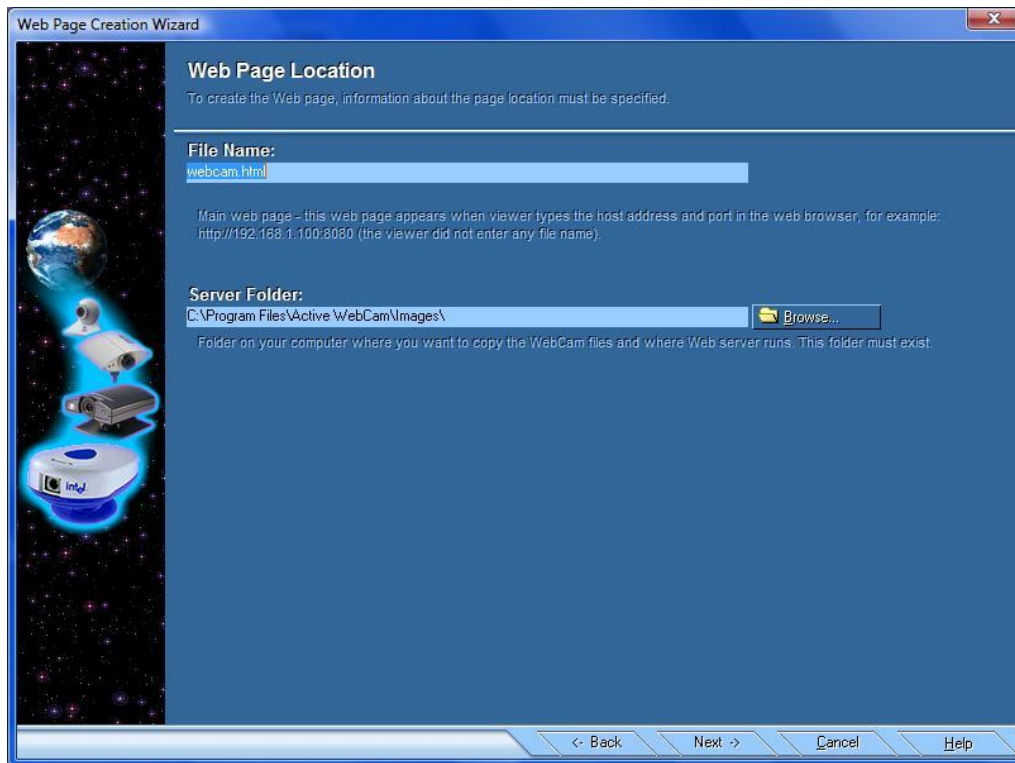 Web Page Creation Wizard
Web Page Location
To create the Web page, information about the page location must be specified.
File Name:
webcam.html
Main web page - this web page appears when viewer types the host address and port in the web browser, for example:
http://192.168.1.100:8080 (the viewer did not enter any file name).
Server Folder:
C:\Program Files\Active WebCam\Images\
Browse...
Folder on your computer where you want to copy the WebCam files and where Web server runs. This folder must exist.
intel
<- Back
Next ->
Cancel
Help